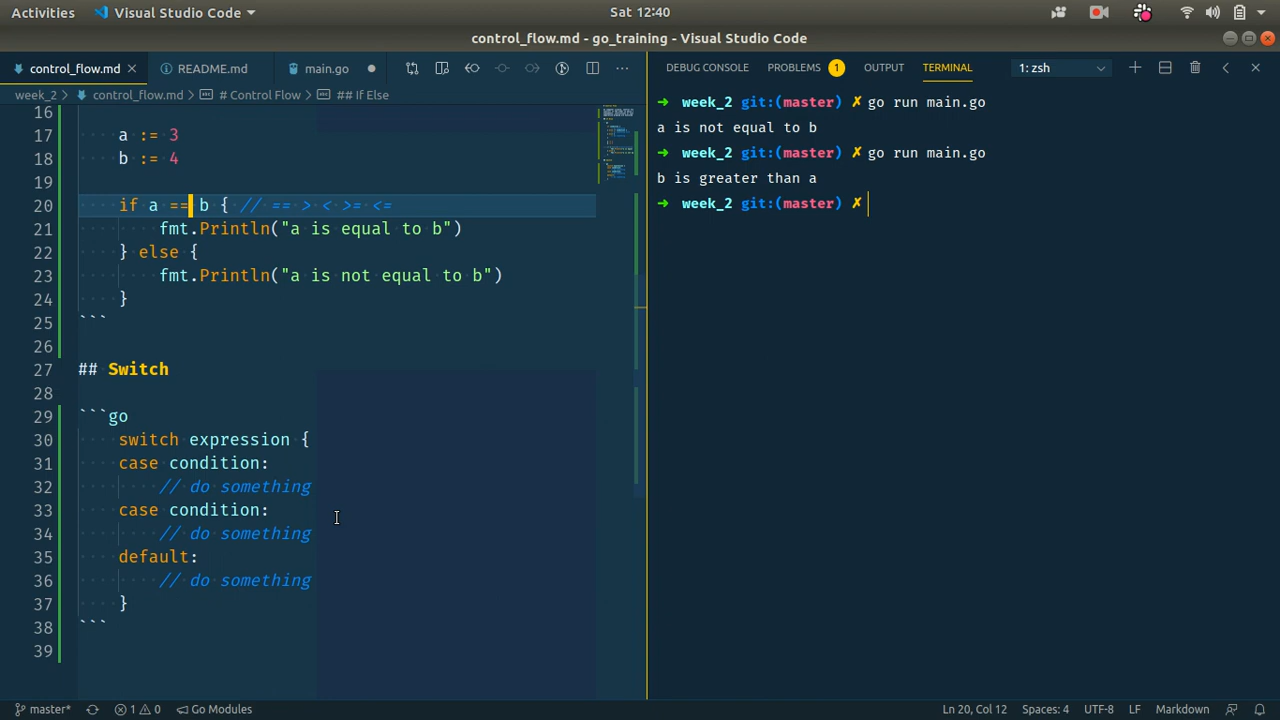 Activities
Visual Studio Code
Sat 12:40
control_flow.md - go_training - Visual Studio Code
control_flow.md
README.md
main.go
DEBUG CONSOLE
PROBLEMS
1
OUTPUT
TERMINAL
1: zsh
week_2 > control_flow.md > # Control Flow > ## If Else
16
17 a := 3
18 b := 4
19
20 if a == b { // == > < >= <=
21 fmt.Println("a is equal to b")
22 } else {
23 fmt.Println("a is not equal to b")
24 }
25 ```
26
27 ## Switch
28
29 ```go
30 switch expression {
31 case condition:
32 // do something
33 case condition:
34 // do something
35 default:
36 // do something
37 }
38 ```
39
➜ week_2 git:(master) ✗ go run main.go
a is not equal to b
➜ week_2 git:(master) ✗ go run main.go
b is greater than a
➜ week_2 git:(master) ✗
master*
1
0
Go Modules
Ln 20, Col 12
Spaces: 4
UTF-8
LF
Markdown